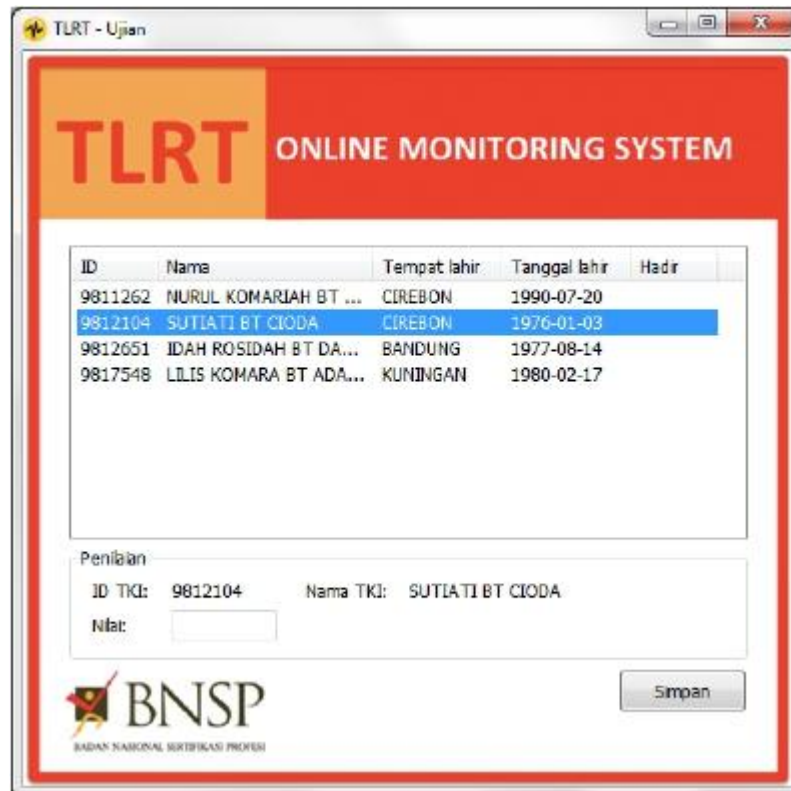 TLRT - Ujian
TLRT ONLINE MONITORING SYSTEM
ID Nama Tempat lahir Tanggal lahir Hadir
9811262 NURUL KOMARIAH BT ... CIREBON 1990-07-20
9812104 SUTIATI BT CIODA CIREBON 1976-01-03
9812651 IDAH ROSIDAH BT DA... BANDUNG 1977-08-14
9817548 LILIS KOMARA BT ADA... KUNINGAN 1980-02-17
Penilaian
ID TKI: 9812104 Nama TKI: SUTIATI BT CIODA
Nilai:
BNSP
BADAN NASIONAL SERTIFIKASI PROFESI
Simpan